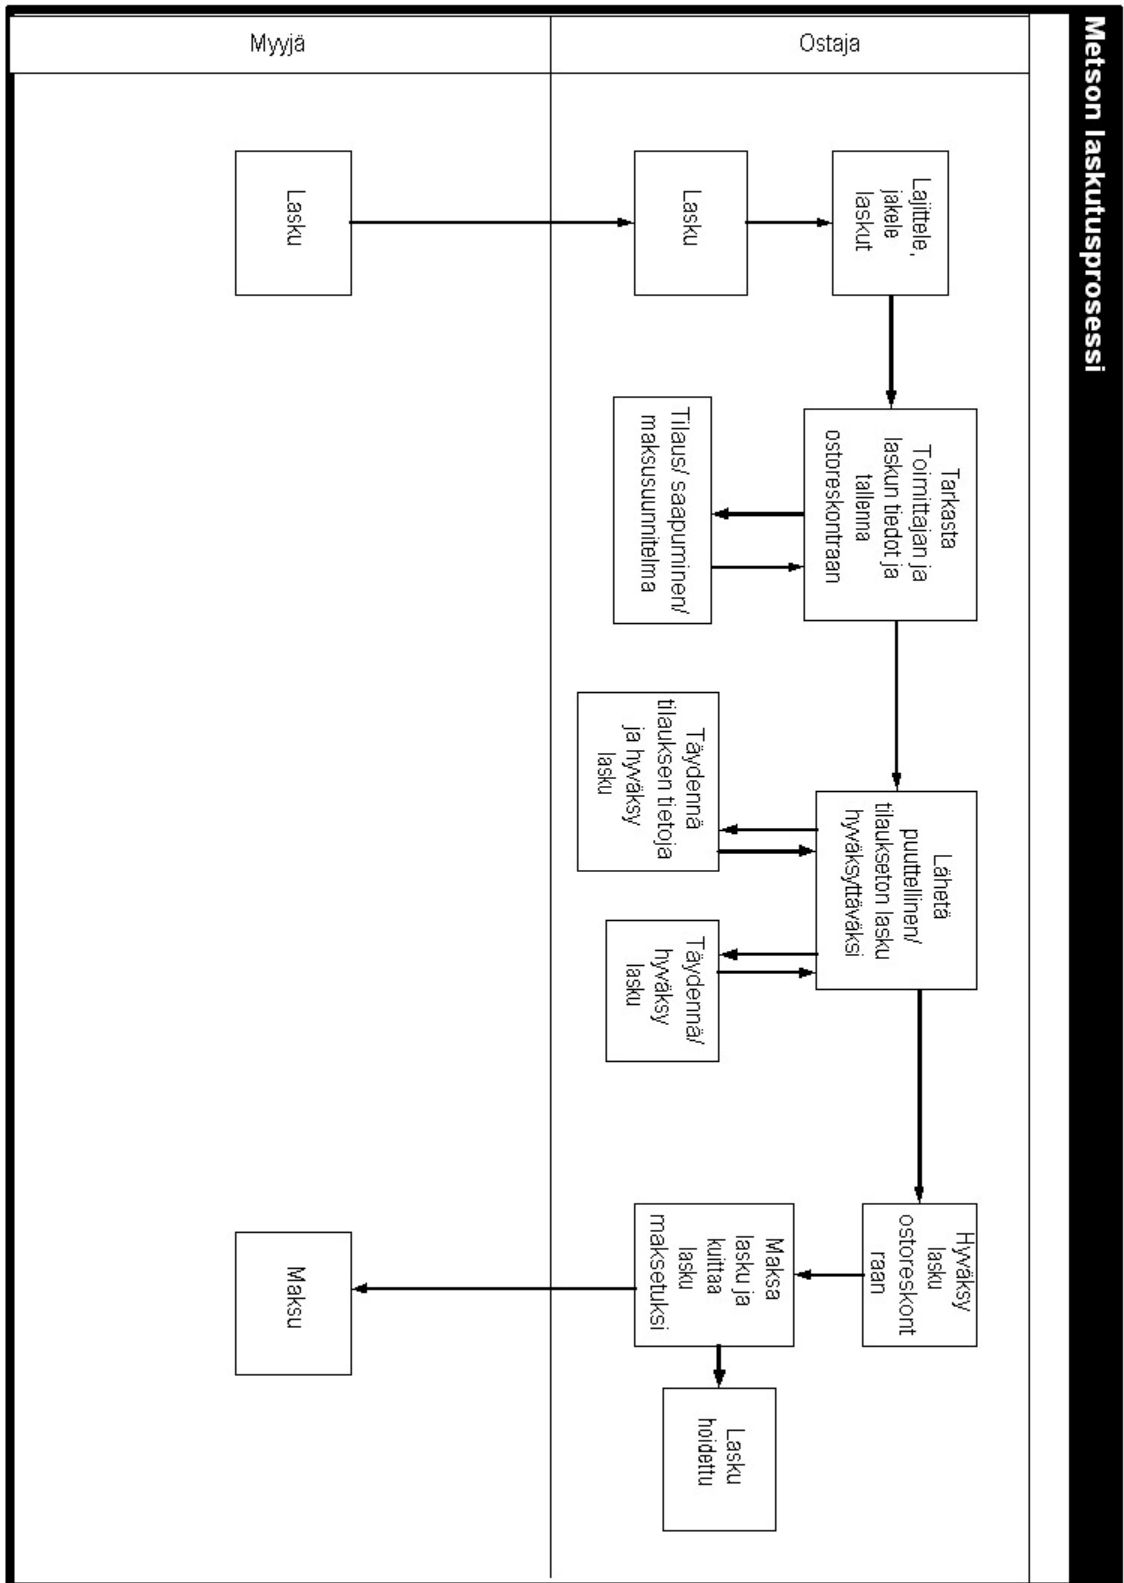 Metson laskutusprosessi
Ostaja
Myyjä
Lajittele,
jakele
laskut
Lasku
Lasku
Tarkasta
Toimittajan ja
laskun tiedot ja
tallenna
ostoreskontraan
Tilaus/ saapuminen/
maksusuunnitelma
Lähetä
puuttellinen/
tilaukseton lasku
hyväksyttäväksi
Täydennä
tilauksen tietoja
ja hyväksy
lasku
Täydennä/
hyväksy
lasku
Hyväksy
lasku
ostoreskont
raan
Maksa
lasku ja
kuittaa
lasku
maksetuksi
Maksu
Lasku
hoidettu